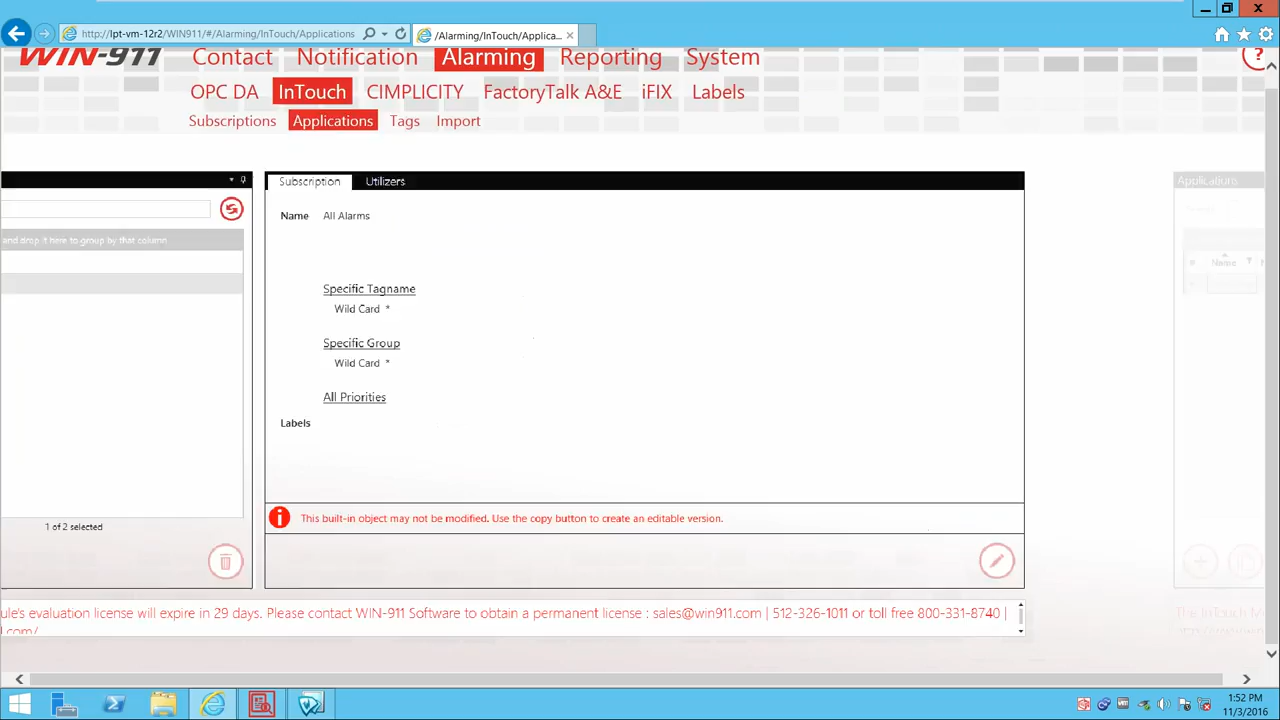 http://lpt-vm-12r2/WIN911/#/Alarming/InTouch/Applications
/Alarming/InTouch/Applica...
WIN-911
Contact Notification Alarming Reporting System
?
OPC DA InTouch CIMPLICITY FactoryTalk A&E iFIX Labels
Subscriptions Applications Tags Import
Subscription Utilizers
Applications
Name All Alarms
and drop it here to group by that column
Name
Specific Tagname
Wild Card *
Specific Group
Wild Card *
All Priorities
Labels
This built-in object may not be modified. Use the copy button to create an editable version.
1 of 2 selected
ule's evaluation license will expire in 29 days. Please contact WIN-911 Software to obtain a permanent license : sales@win911.com | 512-326-1011 or toll free 800-331-8740 |
The InTouch M
1:52 PM
11/3/2016